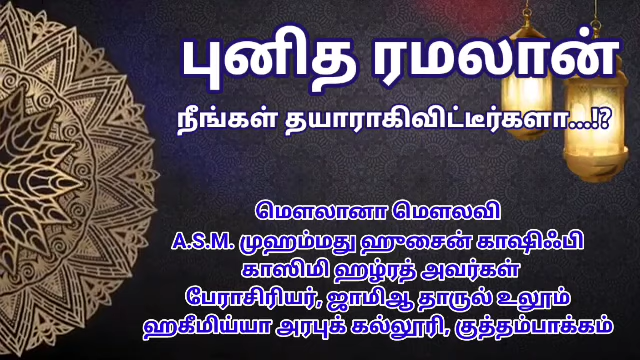 புனித ரமலான்
நீங்கள் தயாராகிவிட்டீர்களா...!?
மௌலானா மௌலவி
A.S.M. முஹம்மது ஹுசைன் காஷிஃபி
காஸிமி ஹழ்ரத் அவர்கள்
பேராசிரியர், ஜாமிஆ தாருல் உலூம்
ஹகீமிய்யா அரபுக் கல்லூரி, குத்தம்பாக்கம்